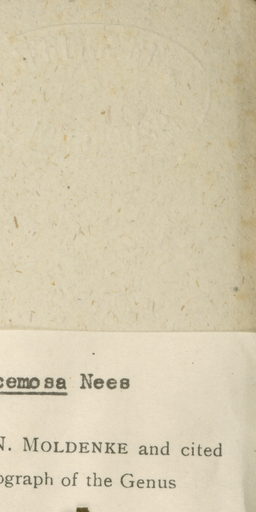 cemosa Nees
N. MOLDENKE and cited
ograph of the Genus